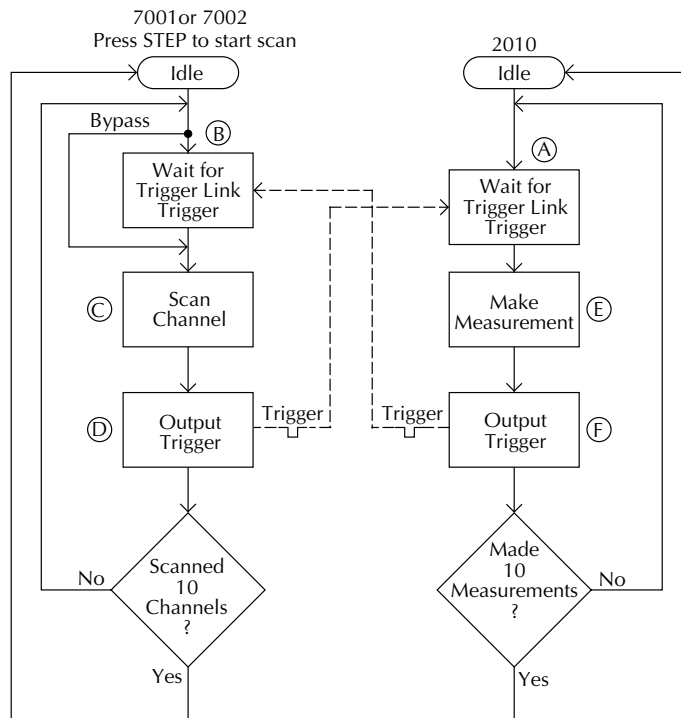 7001or 7002
Press STEP to start scan
Idle
Bypass
B
Wait for
Trigger Link
Trigger
C
Scan
Channel
D
Output
Trigger
Trigger
Scanned
10
Channels
?
No
Yes
2010
Idle
A
Wait for
Trigger Link
Trigger
Make
Measurement
E
Trigger
Output
Trigger
F
Made
10
Measurements
?
No
Yes